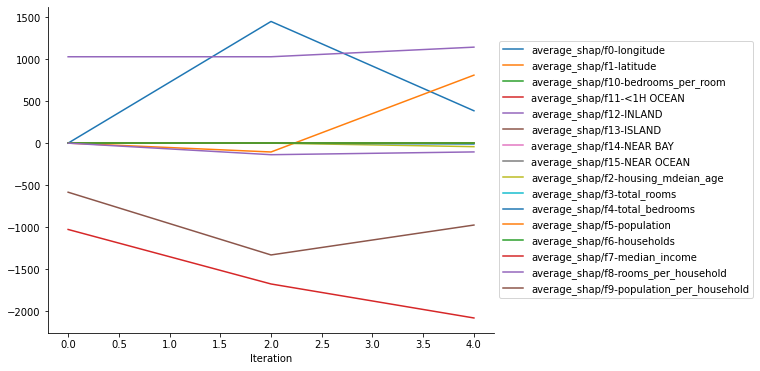 1500
1000
500
0
−500
−1000
−1500
−2000
0.0 0.5 1.0 1.5 2.0 2.5 3.0 3.5 4.0
Iteration
average_shap/f0-longitude
average_shap/f1-latitude
average_shap/f10-bedrooms_per_room
average_shap/f11-<1H OCEAN
average_shap/f12-INLAND
average_shap/f13-ISLAND
average_shap/f14-NEAR BAY
average_shap/f15-NEAR OCEAN
average_shap/f2-housing_mdeian_age
average_shap/f3-total_rooms
average_shap/f4-total_bedrooms
average_shap/f5-population
average_shap/f6-households
average_shap/f7-median_income
average_shap/f8-rooms_per_household
average_shap/f9-population_per_household